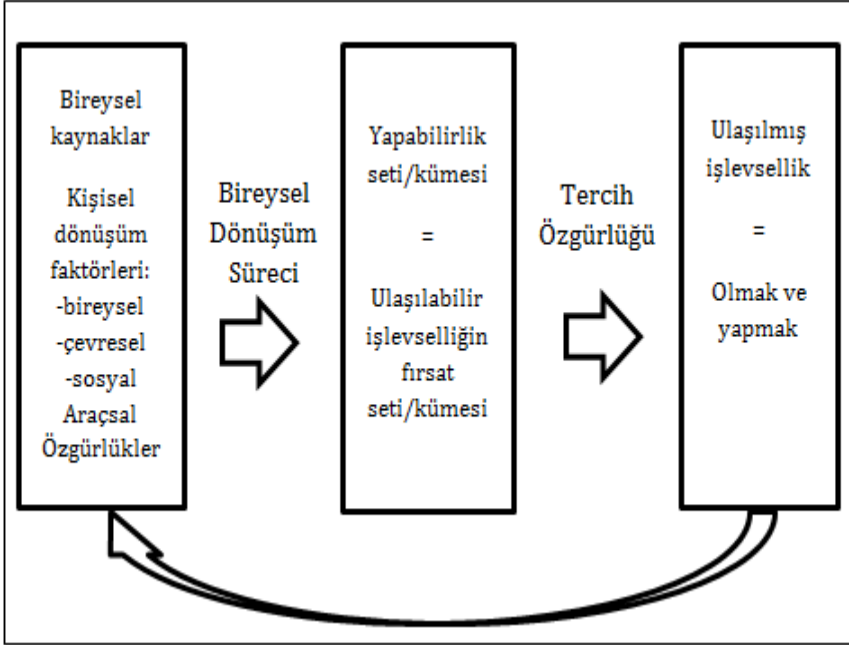 Bireysel
kaynaklar
Kişisel
dönüşüm
faktörleri:
-bireysel
-çevresel
-sosyal
Araçsal
Özgürlükler
Bireysel
Dönüşüm
Süreci
Yapabilirlik
seti/kümesi
=
Ulaşılabilir
işlevselliğin
fırsat
seti/kümesi
Tercih
Özgürlüğü
Ulaşılmış
işlevsellik
=
Olmak ve
yapmak